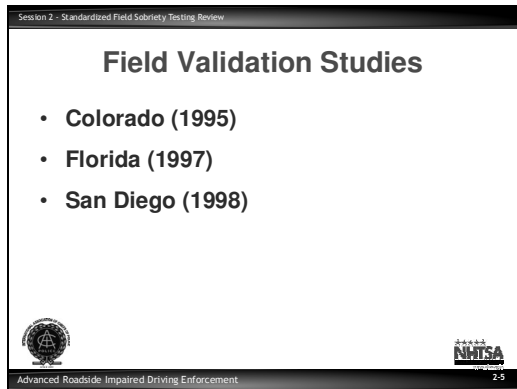 Session 2 - Standardized Field Sobriety Testing Review
Field Validation Studies
• Colorado (1995)
• Florida (1997)
• San Diego (1998)
NHTSA
Advanced Roadside Impaired Driving Enforcement
2-5